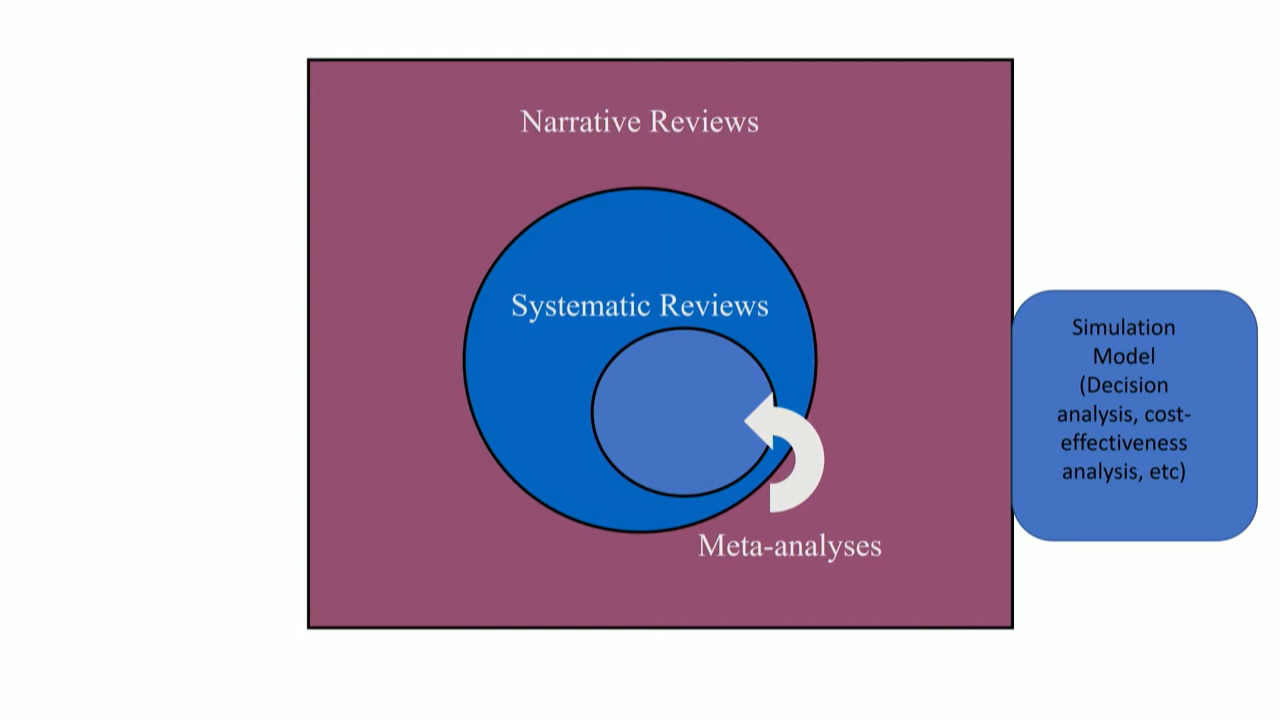 Narrative Reviews
Systematic Reviews
Meta-analyses
Simulation
Model
(Decision
analysis, cost-
effectiveness
analysis, etc)